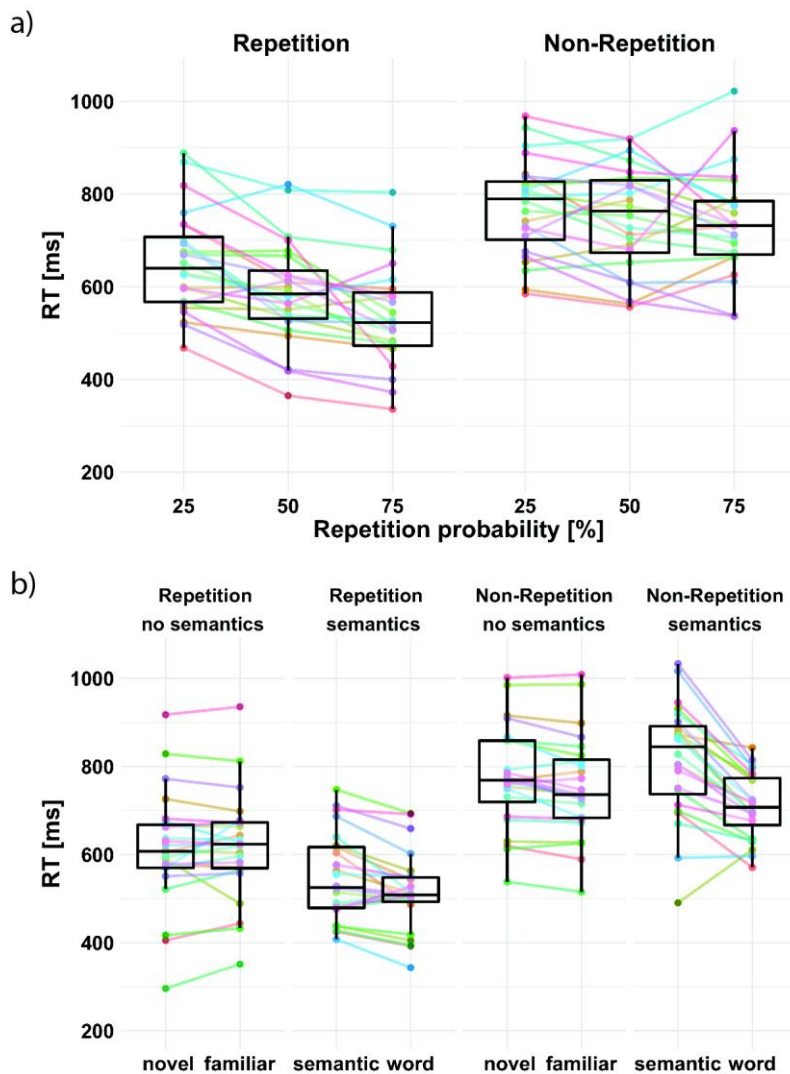 a)
Repetition
Non-Repetition
1000
800
600
400
200
RT [ms]
25
50
75
25
50
75
Repetition probability [%]
b)
Repetition
no semantics
Repetition
semantics
Non-Repetition
no semantics
Non-Repetition
semantics
1000
800
600
400
200
RT [ms]
novel familiar
semantic word
novel familiar
semantic word